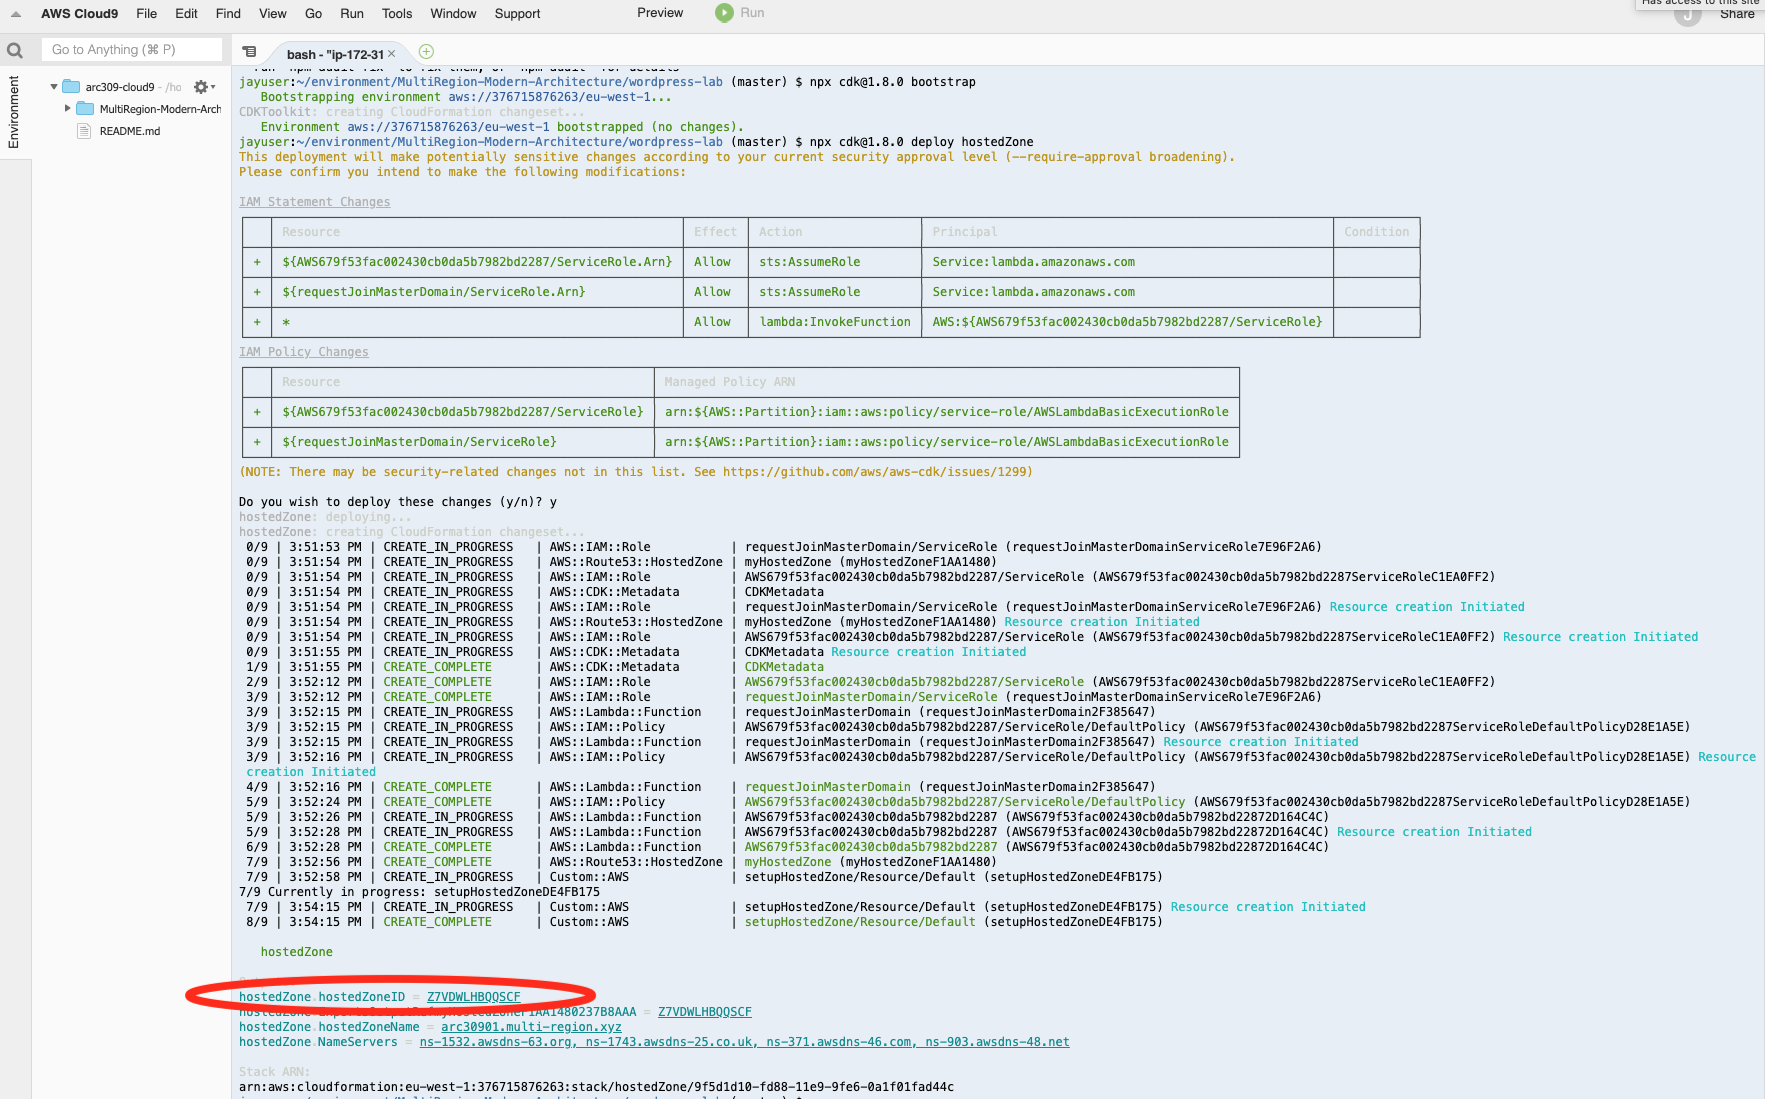 Has access to this site
AWS Cloud9 File Edit Find View Go Run Tools Window Support Preview Run J Share
Go to Anything (⌘ P) bash - "ip-172-31 ×
Environment
arc309-cloud9 - /ho
MultiRegion-Modern-Arch
README.md
jayuser:~/environment/MultiRegion-Modern-Architecture/wordpress-lab (master) $ npx cdk@1.8.0 bootstrap
Bootstrapping environment aws://376715876263/eu-west-1...
CDKToolkit: creating CloudFormation changeset...
Environment aws://376715876263/eu-west-1 bootstrapped (no changes).
jayuser:~/environment/MultiRegion-Modern-Architecture/wordpress-lab (master) $ npx cdk@1.8.0 deploy hostedZone
This deployment will make potentially sensitive changes according to your current security approval level (--require-approval broadening).
Please confirm you intend to make the following modifications:
IAM Statement Changes
Resource Effect Action Principal Condition
+ ${AWS679f53fac002430cb0da5b7982bd2287/ServiceRole.Arn} Allow sts:AssumeRole Service:lambda.amazonaws.com
+ ${requestJoinMasterDomain/ServiceRole.Arn} Allow sts:AssumeRole Service:lambda.amazonaws.com
+ * Allow lambda:InvokeFunction AWS:${AWS679f53fac002430cb0da5b7982bd2287/ServiceRole}
IAM Policy Changes
Resource Managed Policy ARN
+ ${AWS679f53fac002430cb0da5b7982bd2287/ServiceRole} arn:${AWS::Partition}:iam::aws:policy/service-role/AWSLambdaBasicExecutionRole
+ ${requestJoinMasterDomain/ServiceRole} arn:${AWS::Partition}:iam::aws:policy/service-role/AWSLambdaBasicExecutionRole
(NOTE: There may be security-related changes not in this list. See https://github.com/aws/aws-cdk/issues/1299)
Do you wish to deploy these changes (y/n)? y
hostedZone: deploying...
hostedZone: creating CloudFormation changeset...
0/9 | 3:51:53 PM | CREATE_IN_PROGRESS | AWS::IAM::Role | requestJoinMasterDomain/ServiceRole (requestJoinMasterDomainServiceRole7E96F2A6)
0/9 | 3:51:54 PM | CREATE_IN_PROGRESS | AWS::Route53::HostedZone | myHostedZone (myHostedZoneF1AA1480)
0/9 | 3:51:54 PM | CREATE_IN_PROGRESS | AWS::IAM::Role | AWS679f53fac002430cb0da5b7982bd2287/ServiceRole (AWS679f53fac002430cb0da5b7982bd2287ServiceRoleC1EA0FF2)
0/9 | 3:51:54 PM | CREATE_IN_PROGRESS | AWS::CDK::Metadata | CDKMetadata
0/9 | 3:51:54 PM | CREATE_IN_PROGRESS | AWS::IAM::Role | requestJoinMasterDomain/ServiceRole (requestJoinMasterDomainServiceRole7E96F2A6) Resource creation Initiated
0/9 | 3:51:54 PM | CREATE_IN_PROGRESS | AWS::Route53::HostedZone | myHostedZone (myHostedZoneF1AA1480) Resource creation Initiated
0/9 | 3:51:54 PM | CREATE_IN_PROGRESS | AWS::IAM::Role | AWS679f53fac002430cb0da5b7982bd2287/ServiceRole (AWS679f53fac002430cb0da5b7982bd2287ServiceRoleC1EA0FF2) Resource creation Initiated
0/9 | 3:51:55 PM | CREATE_IN_PROGRESS | AWS::CDK::Metadata | CDKMetadata Resource creation Initiated
1/9 | 3:51:55 PM | CREATE_COMPLETE | AWS::CDK::Metadata | CDKMetadata
2/9 | 3:52:12 PM | CREATE_COMPLETE | AWS::IAM::Role | AWS679f53fac002430cb0da5b7982bd2287/ServiceRole (AWS679f53fac002430cb0da5b7982bd2287ServiceRoleC1EA0FF2)
3/9 | 3:52:12 PM | CREATE_COMPLETE | AWS::IAM::Role | requestJoinMasterDomain/ServiceRole (requestJoinMasterDomainServiceRole7E96F2A6)
3/9 | 3:52:15 PM | CREATE_IN_PROGRESS | AWS::Lambda::Function | requestJoinMasterDomain (requestJoinMasterDomain2F385647)
3/9 | 3:52:15 PM | CREATE_IN_PROGRESS | AWS::IAM::Policy | AWS679f53fac002430cb0da5b7982bd2287/ServiceRole/DefaultPolicy (AWS679f53fac002430cb0da5b7982bd2287ServiceRoleDefaultPolicyD28E1A5E)
3/9 | 3:52:15 PM | CREATE_IN_PROGRESS | AWS::Lambda::Function | requestJoinMasterDomain (requestJoinMasterDomain2F385647) Resource creation Initiated
3/9 | 3:52:16 PM | CREATE_IN_PROGRESS | AWS::IAM::Policy | AWS679f53fac002430cb0da5b7982bd2287/ServiceRole/DefaultPolicy (AWS679f53fac002430cb0da5b7982bd2287ServiceRoleDefaultPolicyD28E1A5E) Resource
creation Initiated
4/9 | 3:52:16 PM | CREATE_COMPLETE | AWS::Lambda::Function | requestJoinMasterDomain (requestJoinMasterDomain2F385647)
5/9 | 3:52:24 PM | CREATE_COMPLETE | AWS::IAM::Policy | AWS679f53fac002430cb0da5b7982bd2287/ServiceRole/DefaultPolicy (AWS679f53fac002430cb0da5b7982bd2287ServiceRoleDefaultPolicyD28E1A5E)
5/9 | 3:52:26 PM | CREATE_IN_PROGRESS | AWS::Lambda::Function | AWS679f53fac002430cb0da5b7982bd2287 (AWS679f53fac002430cb0da5b7982bd22872D164C4C)
5/9 | 3:52:28 PM | CREATE_IN_PROGRESS | AWS::Lambda::Function | AWS679f53fac002430cb0da5b7982bd2287 (AWS679f53fac002430cb0da5b7982bd22872D164C4C) Resource creation Initiated
6/9 | 3:52:28 PM | CREATE_COMPLETE | AWS::Lambda::Function | AWS679f53fac002430cb0da5b7982bd2287 (AWS679f53fac002430cb0da5b7982bd22872D164C4C)
7/9 | 3:52:56 PM | CREATE_COMPLETE | AWS::Route53::HostedZone | myHostedZone (myHostedZoneF1AA1480)
7/9 | 3:52:58 PM | CREATE_IN_PROGRESS | Custom::AWS | setupHostedZone/Resource/Default (setupHostedZoneDE4FB175)
7/9 Currently in progress: setupHostedZoneDE4FB175
7/9 | 3:54:15 PM | CREATE_IN_PROGRESS | Custom::AWS | setupHostedZone/Resource/Default (setupHostedZoneDE4FB175) Resource creation Initiated
8/9 | 3:54:15 PM | CREATE_COMPLETE | Custom::AWS | setupHostedZone/Resource/Default (setupHostedZoneDE4FB175)
hostedZone
hostedZone.hostedZoneID = Z7VDWLHBQQSCF
= Z7VDWLHBQQSCF
hostedZone.hostedZoneName = arc30901.multi-region.xyz
hostedZone.NameServers = ns-1532.awsdns-63.org, ns-1743.awsdns-25.co.uk, ns-371.awsdns-46.com, ns-903.awsdns-48.net
Stack ARN:
arn:aws:cloudformation:eu-west-1:376715876263:stack/hostedZone/9f5d1d10-fd88-11e9-9fe6-0a1f01fad44c